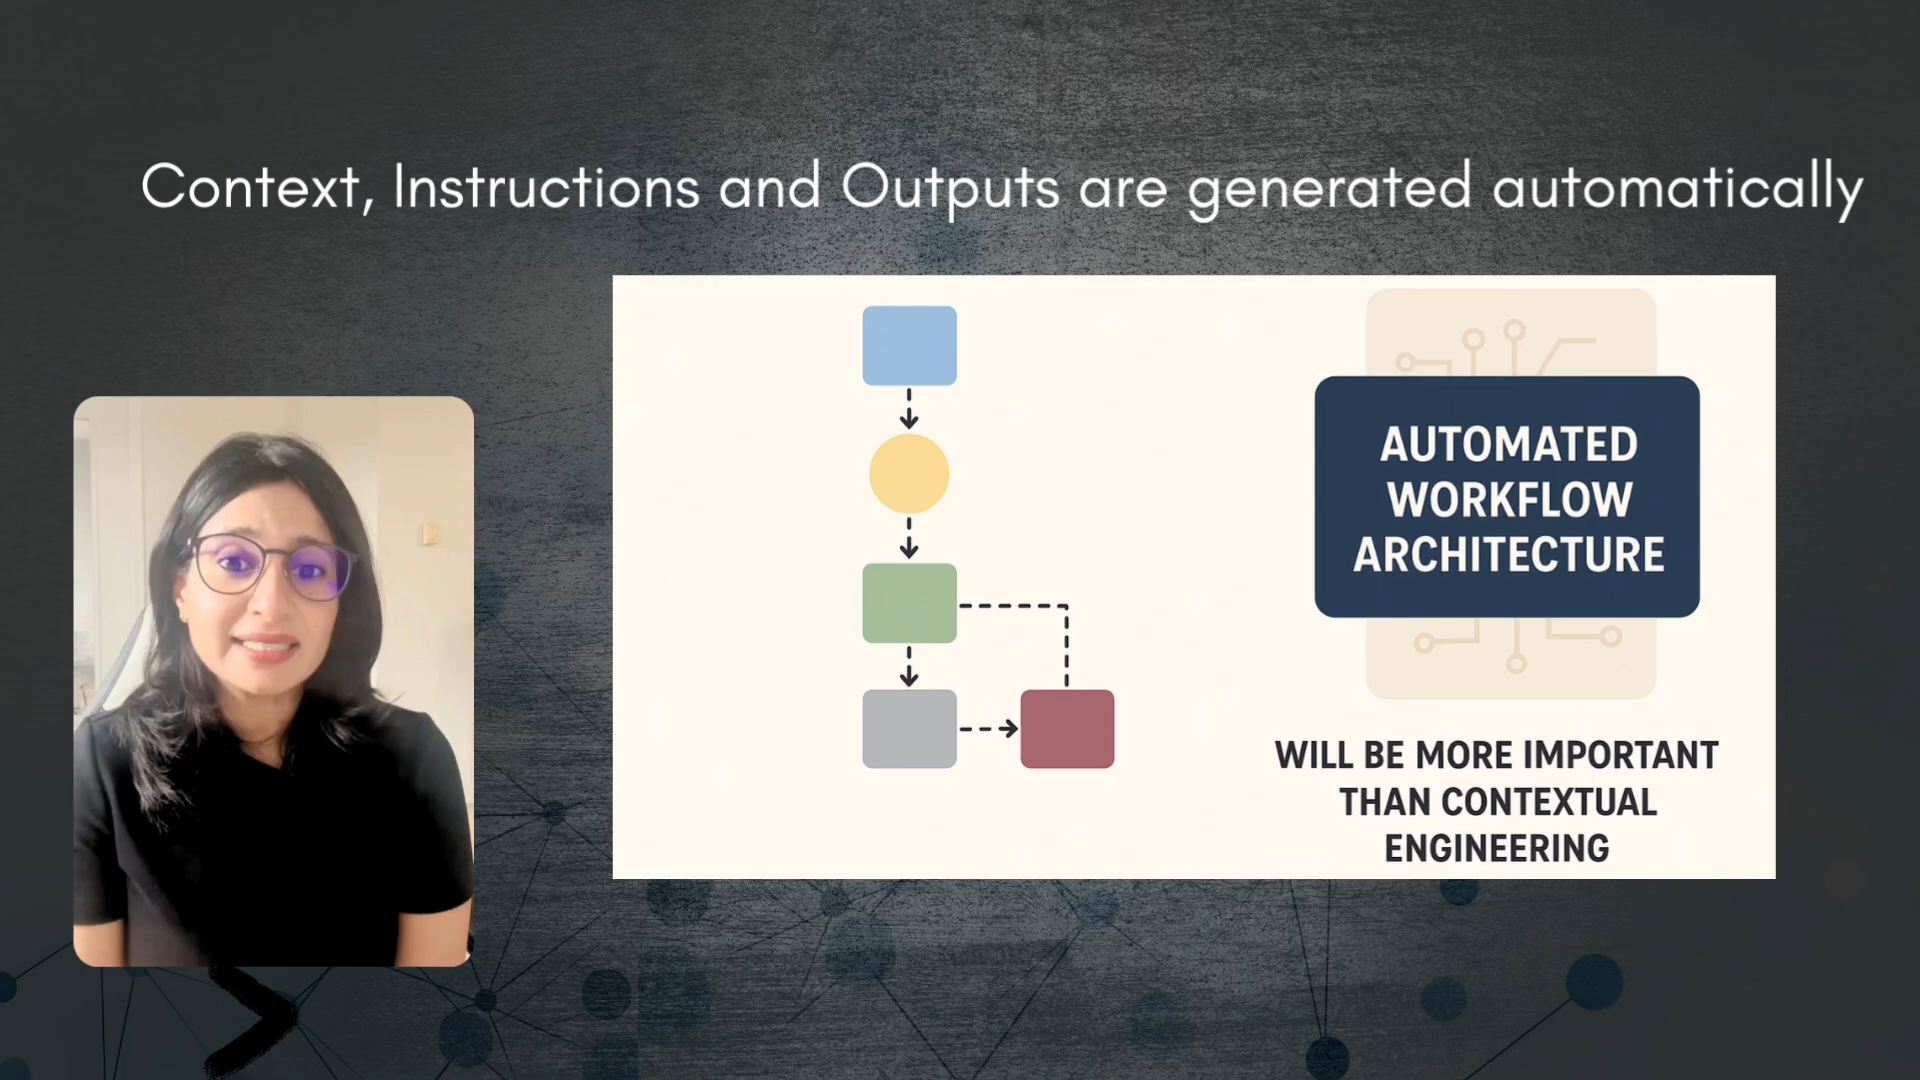 Context, Instructions and Outputs are generated automatically
AUTOMATED
WORKFLOW
ARCHITECTURE
WILL BE MORE IMPORTANT
THAN CONTEXTUAL
ENGINEERING